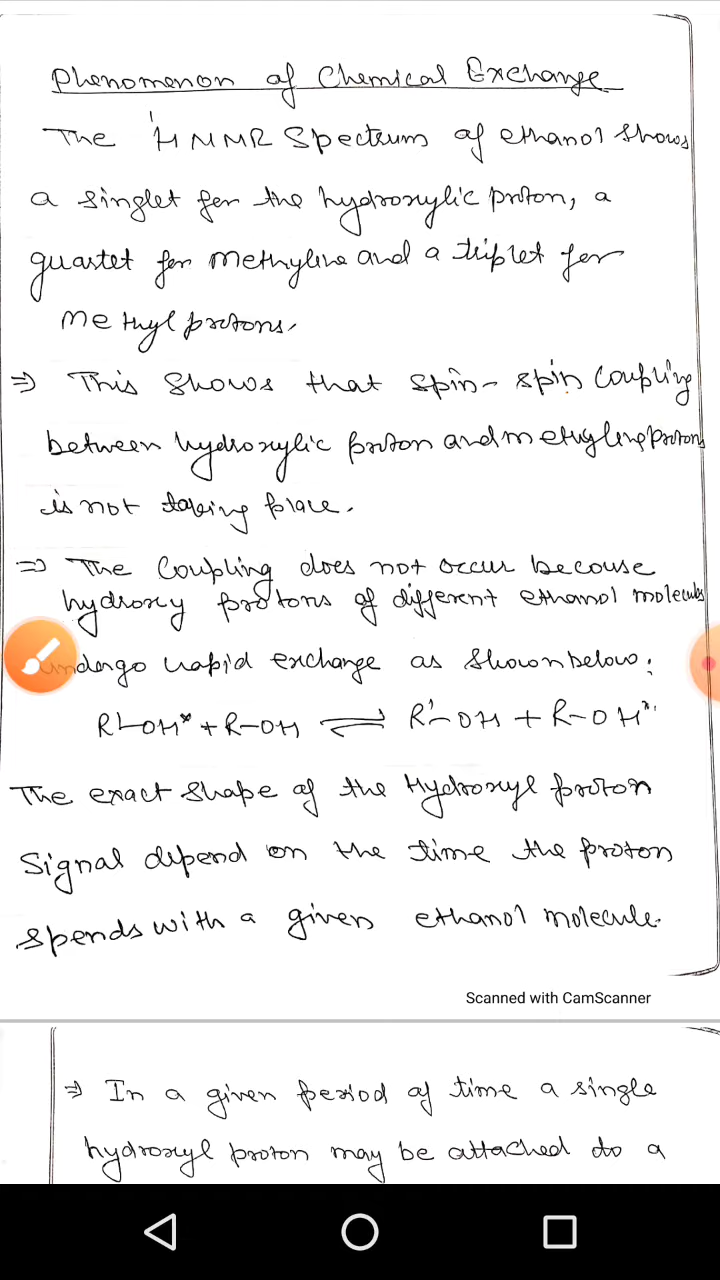 Phenomenon of Chemical Exchange
The ¹H NMR Spectrum of ethanol shows
a singlet for the hydroxylic proton, a
quartet for methylene and a triplet for
methyl protons.
⇒ This shows that spin-spin coupling
between hydroxylic proton and methylene protons
is not taking place.
⇒ The Coupling does not occur because
hydroxy protons of different ethanol molecules
undergo rapid exchange as shown below:
R'-OH* + R-OH ⇌ R'-OH + R-OH*
The exact shape of the Hydroxyl proton
Signal depend on the time the proton
spends with a given ethanol molecule.
Scanned with CamScanner
⇒ In a given period of time a single
hydroxyl proton may be attached to a